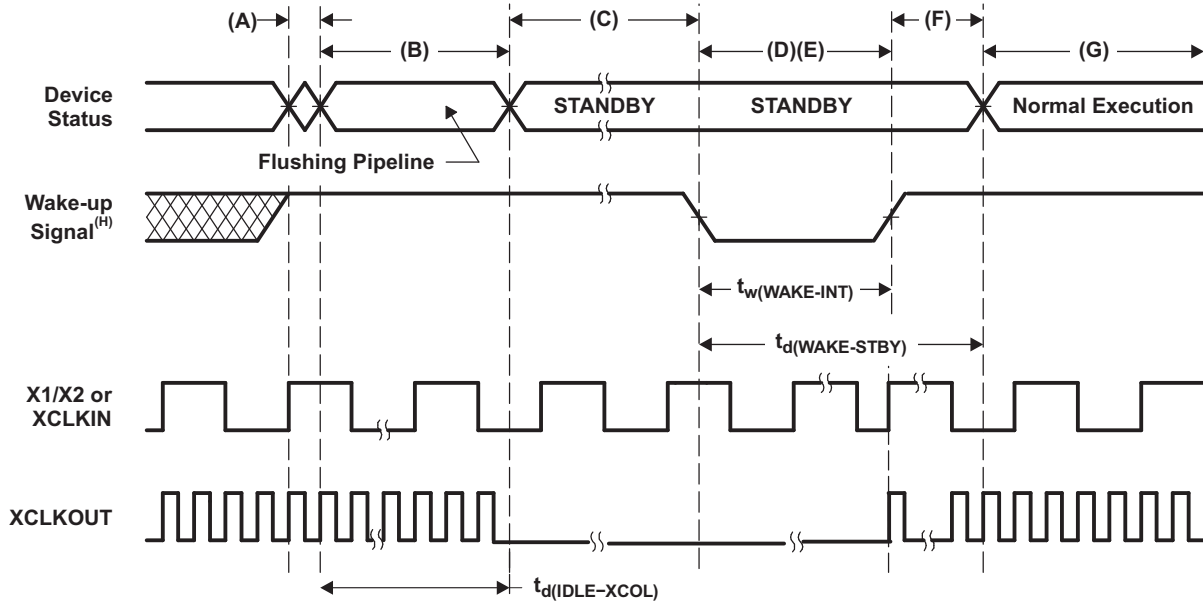 (A)
(C)
(F)
(B)
(D)(E)
(G)
Device
Status
STANDBY
STANDBY
Normal Execution
Flushing Pipeline
Wake-up
Signal(H)
tw(WAKE-INT)
td(WAKE-STBY)
X1/X2 or
XCLKIN
XCLKOUT
td(IDLE−XCOL)